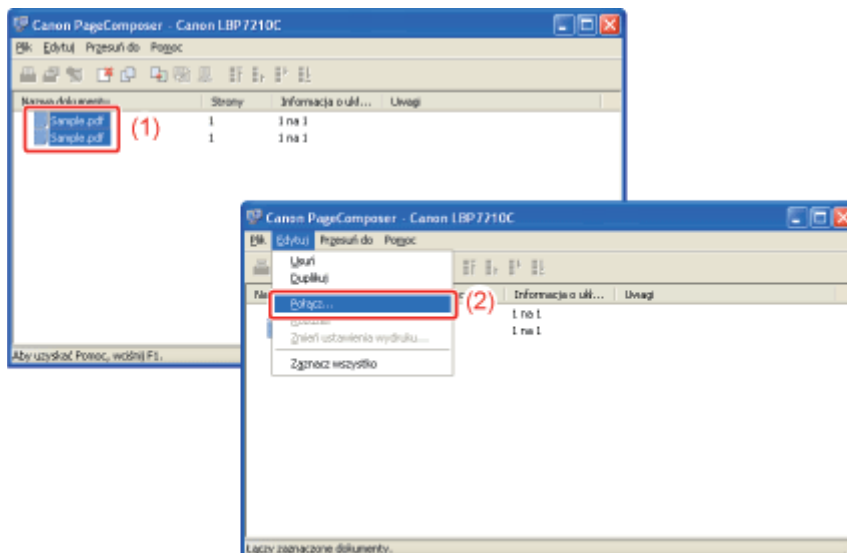 Canon PageComposer - Canon LBP7210C
Plik Edytuj Przesuń do Pomoc
Nazwa dokumentu Strony Informacja o ukł... Uwagi
Sample.pdf 1 1 na 1
(1)
Sample.pdf 1 1 na 1
Aby uzyskać Pomoc, wciśnij F1.
Canon PageComposer - Canon LBP7210C
Plik Edytuj Przesuń do Pomoc
Usuń
Duplikuj
Na Informacja o ukł... Uwagi
Połącz...
(2)
1 na 1
1 na 1
Zmień ustawienia wydruku...
Zaznacz wszystko
Łączy zaznaczone dokumenty.